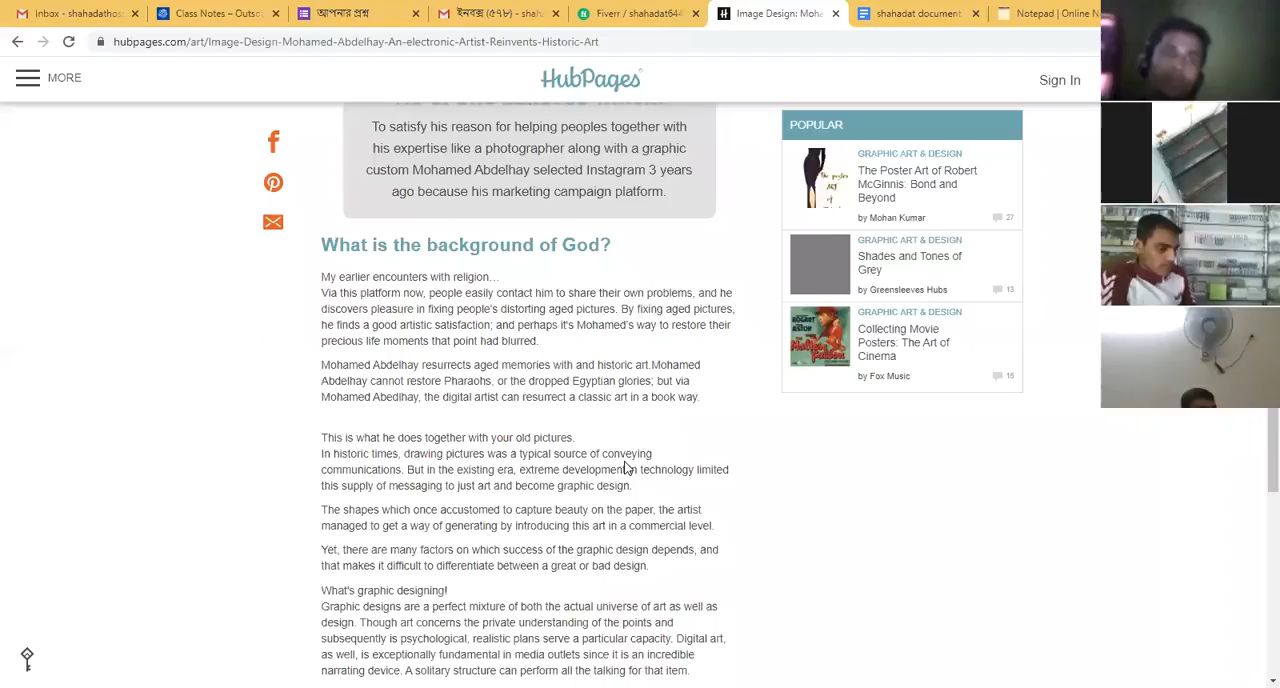 Inbox - shahadathos
Class Notes – Outso
আপনার প্রশ্ন
ইনবক্স (৫৭৮) - shah
Fiverr / shahadat64
Image Design: Moha
shahadat document
Notepad | Online N
hubpages.com/art/Image-Design-Mohamed-Abdelhay-An-electronic-Artist-Reinvents-Historic-Art
MORE
HubPages
Sign In
To satisfy his reason for helping peoples together with
his expertise like a photographer along with a graphic
custom Mohamed Abdelhay selected Instagram 3 years
ago because his marketing campaign platform.
What is the background of God?
My earlier encounters with religion...
Via this platform now, people easily contact him to share their own problems, and he
discovers pleasure in fixing people's distorting aged pictures. By fixing aged pictures,
he finds a good artistic satisfaction; and perhaps it's Mohamed's way to restore their
precious life moments that point had blurred.
Mohamed Abdelhay resurrects aged memories with and historic art.Mohamed
Abdelhay cannot restore Pharaohs, or the dropped Egyptian glories; but via
Mohamed Abedlhay, the digital artist can resurrect a classic art in a book way.
This is what he does together with your old pictures.
In historic times, drawing pictures was a typical source of conveying
communications. But in the existing era, extreme development in technology limited
this supply of messaging to just art and become graphic design.
The shapes which once accustomed to capture beauty on the paper, the artist
managed to get a way of generating by introducing this art in a commercial level.
Yet, there are many factors on which success of the graphic design depends, and
that makes it difficult to differentiate between a great or bad design.
What's graphic designing!
Graphic designs are a perfect mixture of both the actual universe of art as well as
design. Though art concerns the private understanding of the points and
subsequently is psychological, realistic plans serve a particular capacity. Digital art,
as well, is exceptionally fundamental in media outlets since it is an incredible
narrating device. A solitary structure can perform all the talking for that item.
POPULAR
GRAPHIC ART & DESIGN
The Poster Art of Robert
McGinnis: Bond and
Beyond
by Mohan Kumar
27
GRAPHIC ART & DESIGN
Shades and Tones of
Grey
by Greensleeves Hubs
13
GRAPHIC ART & DESIGN
Collecting Movie
Posters: The Art of
Cinema
by Fox Music
15